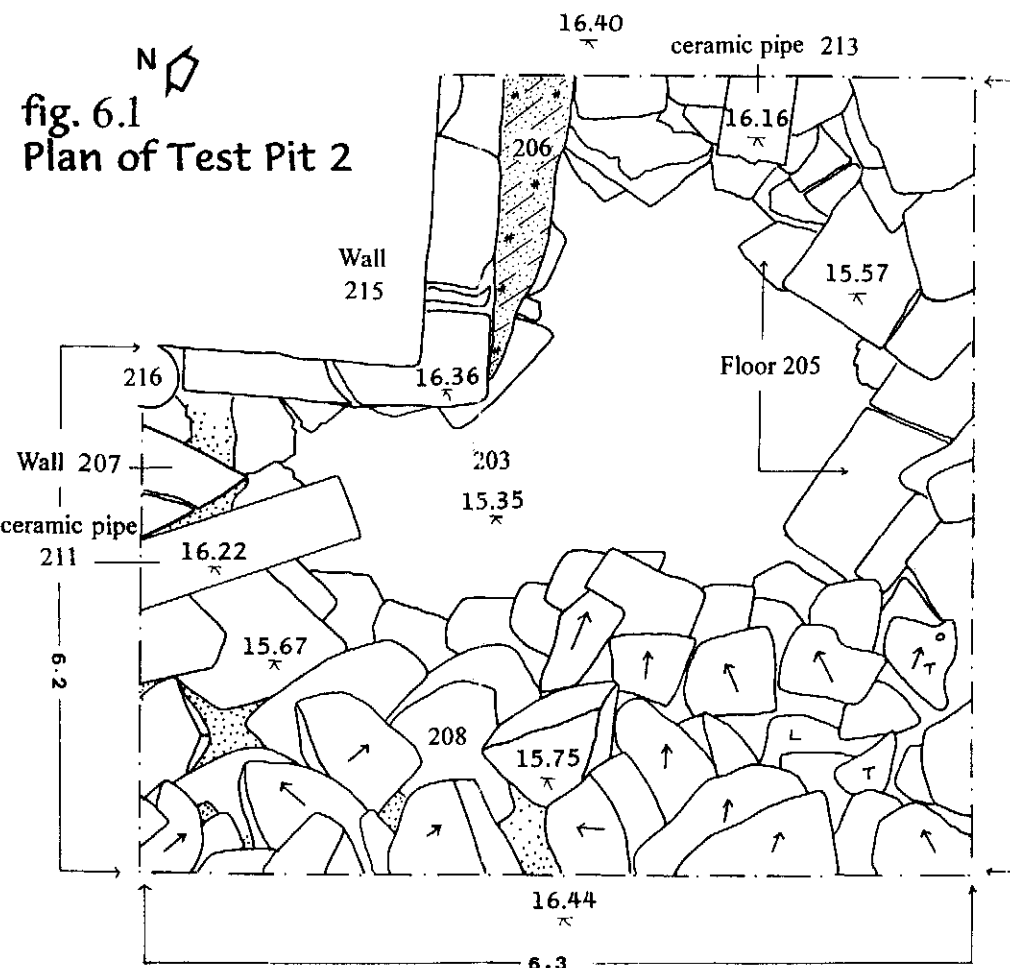 16.40
N
fig. 6.1
Plan of Test Pit 2
ceramic pipe 213
16.16
206
Wall
215
15.57
216
16.36
Floor 205
Wall 207
203
15.35
ceramic pipe
211
16.22
15.67
6.2
T
208
15.75
L
T
16.44
6.3